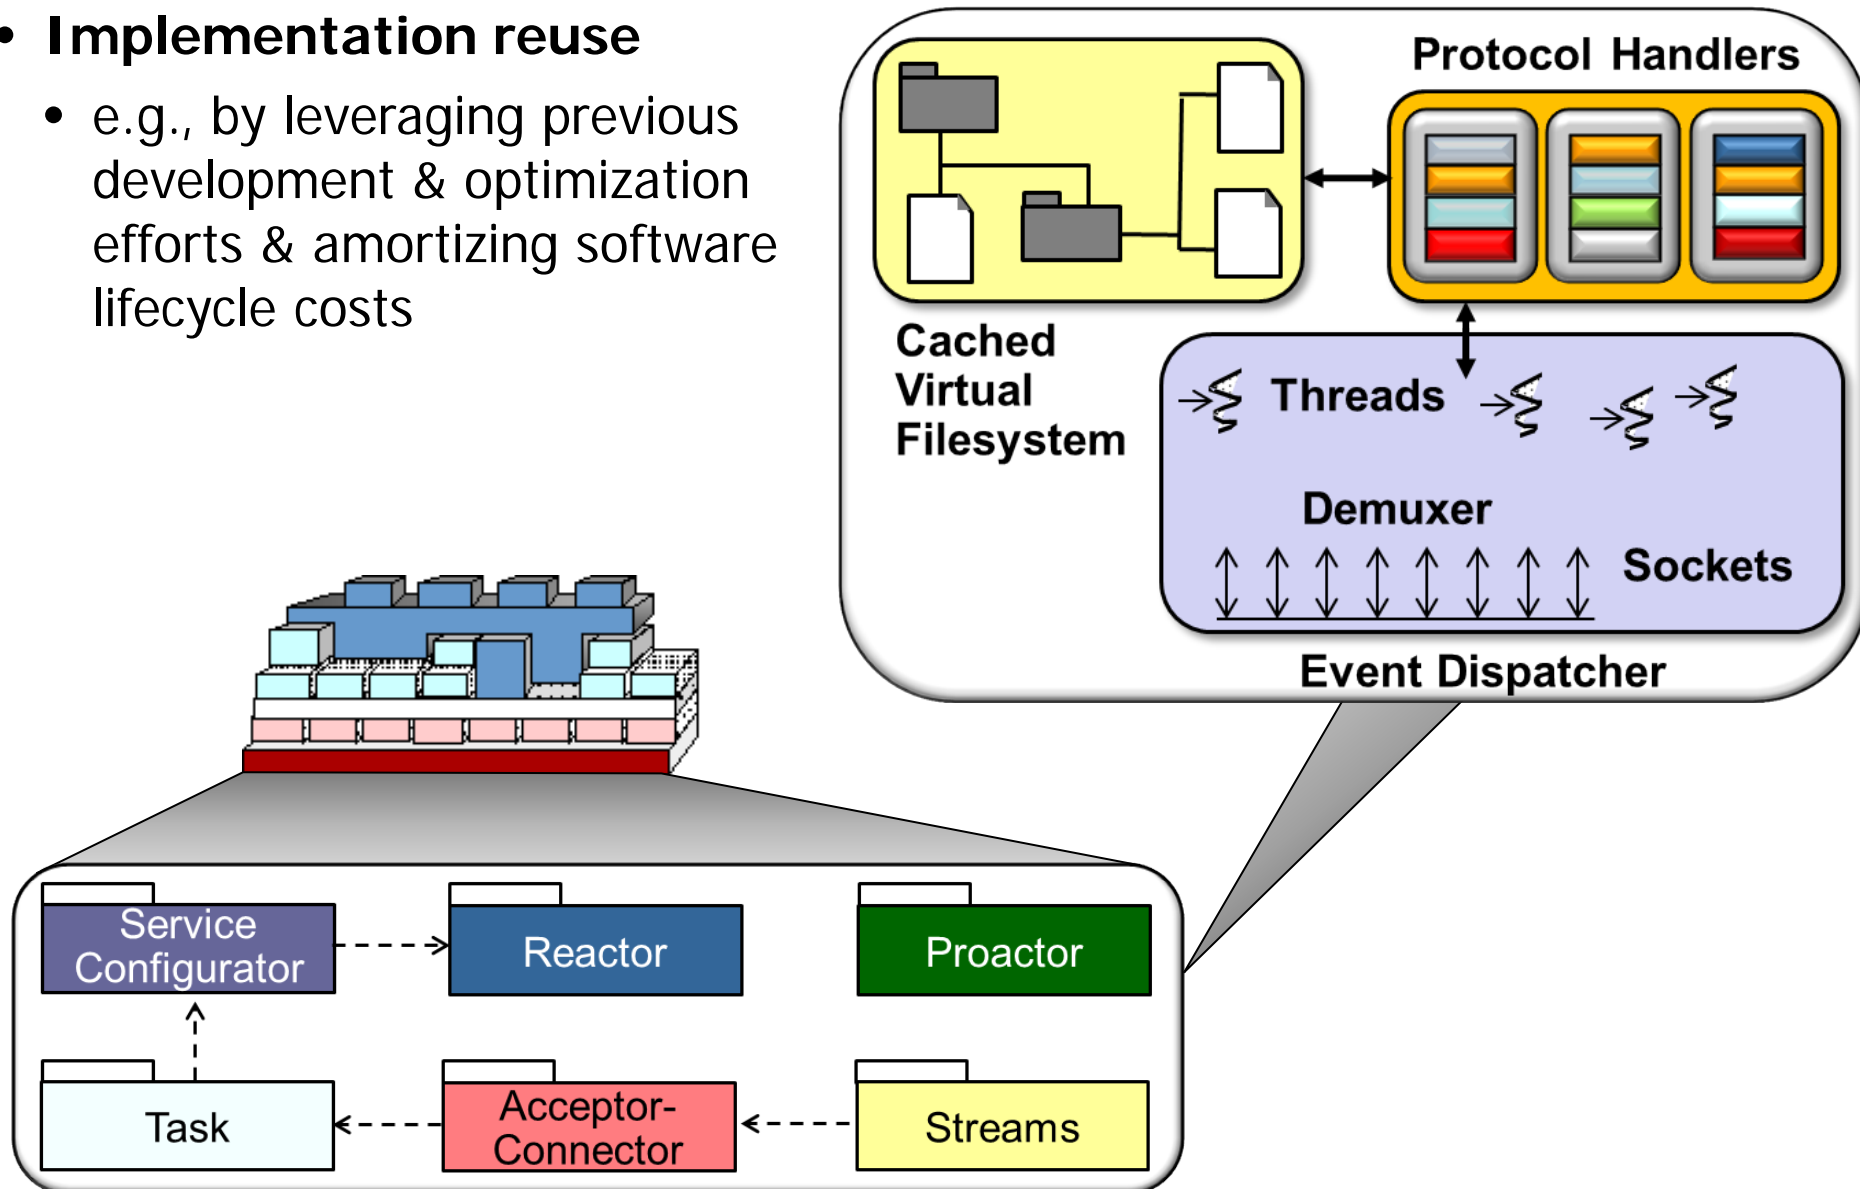 • Implementation reuse
• e.g., by leveraging previous
development & optimization
efforts & amortizing software
lifecycle costs
Protocol Handlers
Cached
Virtual
Filesystem
Threads
Demuxer
Sockets
Event Dispatcher
Service
Configurator
Reactor
Proactor
Task
Acceptor-
Connector
Streams